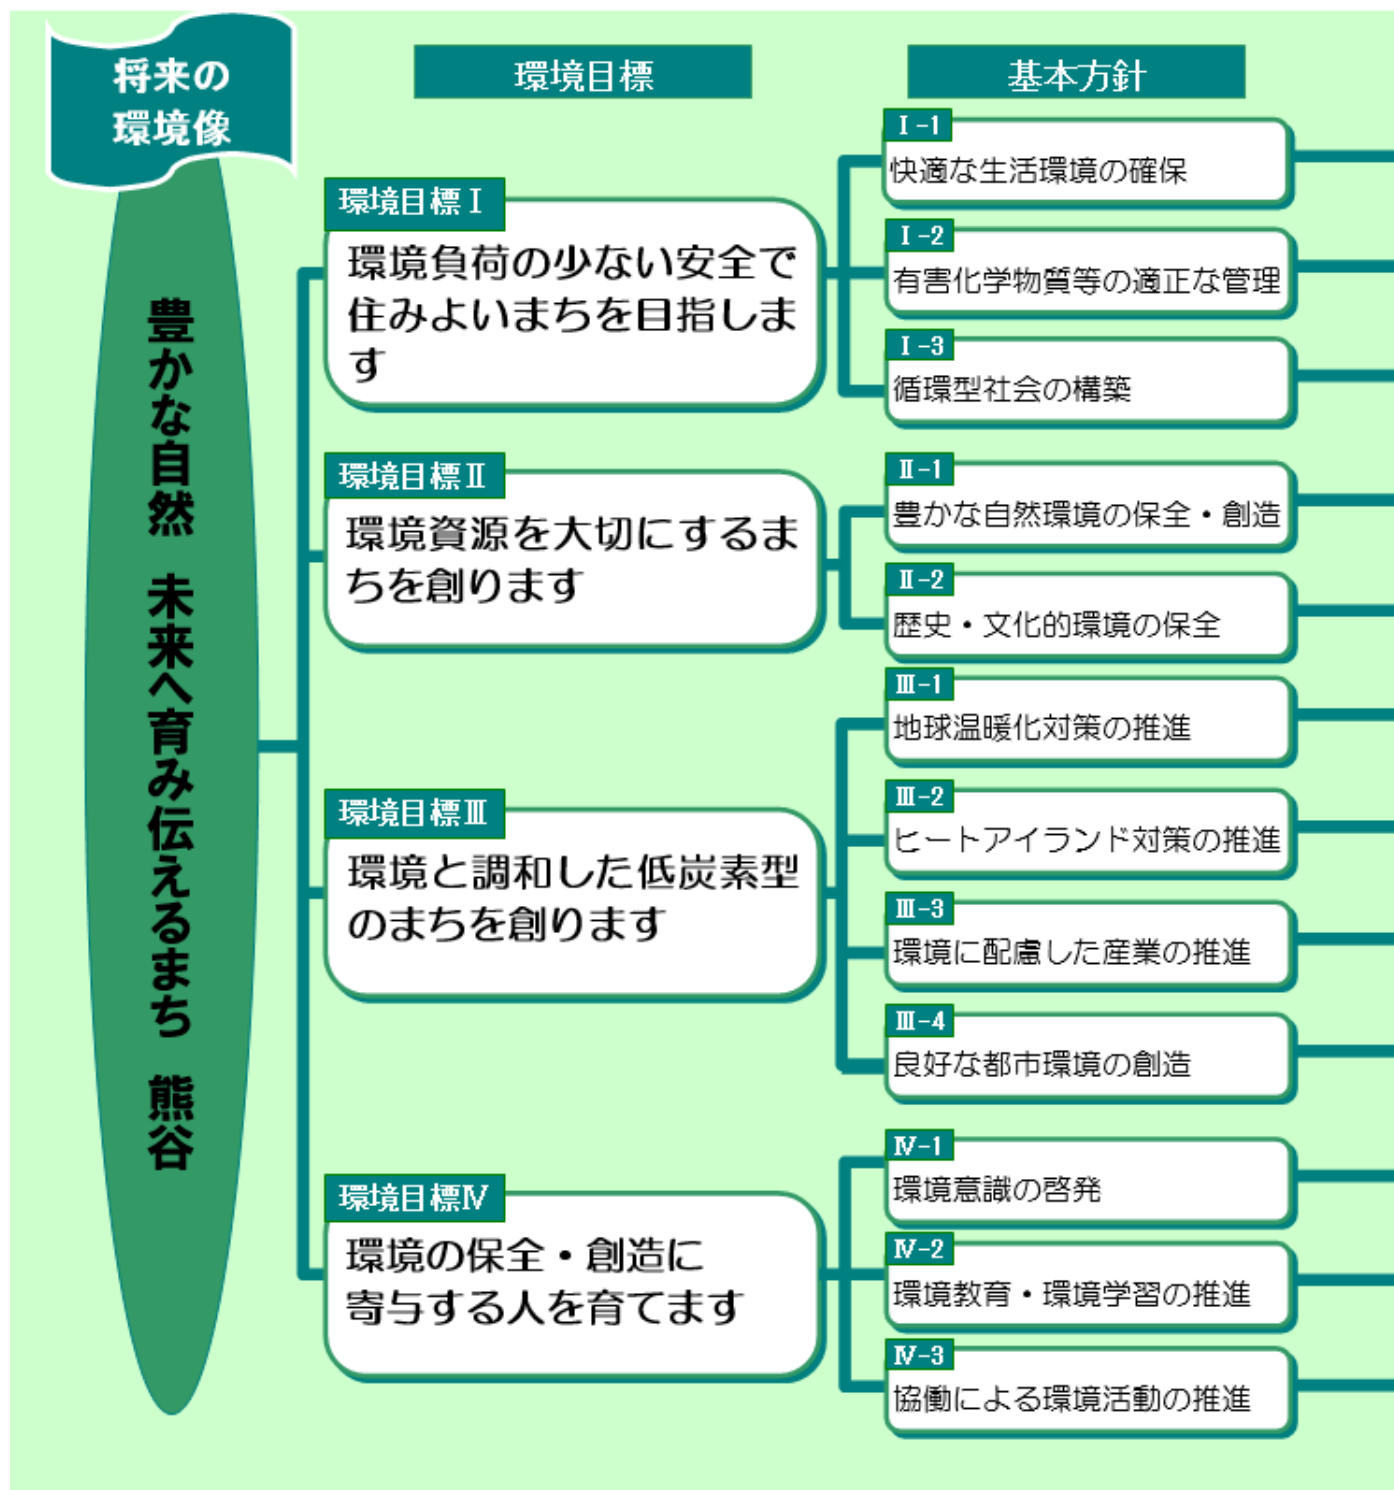 将来の
環境像
豊かな自然　未来へ育み伝えるまち　熊谷
環境目標
基本方針
環境目標Ⅰ
環境負荷の少ない安全で
住みよいまちを目指しま
す
Ⅰ-1
快適な生活環境の確保
Ⅰ-2
有害化学物質等の適正な管理
Ⅰ-3
循環型社会の構築
環境目標Ⅱ
環境資源を大切にするま
ちを創ります
Ⅱ-1
豊かな自然環境の保全・創造
Ⅱ-2
歴史・文化的環境の保全
環境目標Ⅲ
環境と調和した低炭素型
のまちを創ります
Ⅲ-1
地球温暖化対策の推進
Ⅲ-2
ヒートアイランド対策の推進
Ⅲ-3
環境に配慮した産業の推進
Ⅲ-4
良好な都市環境の創造
環境目標Ⅳ
環境の保全・創造に
寄与する人を育てます
Ⅳ-1
環境意識の啓発
Ⅳ-2
環境教育・環境学習の推進
Ⅳ-3
協働による環境活動の推進